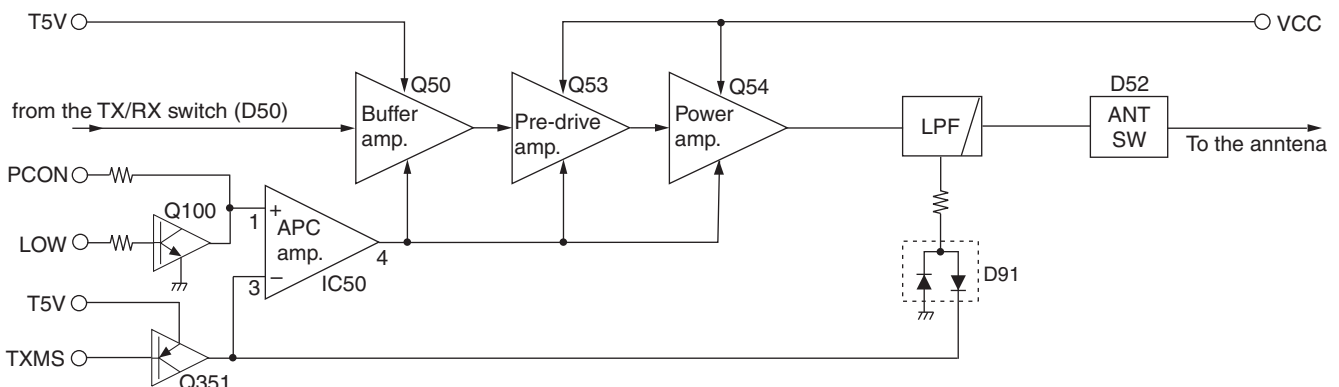 T5V
VCC
Q50
Q53
Q54
D52
from the TX/RX switch (D50)
Buffer
amp.
Pre-drive
amp.
Power
amp.
LPF
ANT
SW
To the anntena
PCON
Q100
1
+
APC
amp.
4
LOW
3
–
IC50
D91
T5V
TXMS
Q351